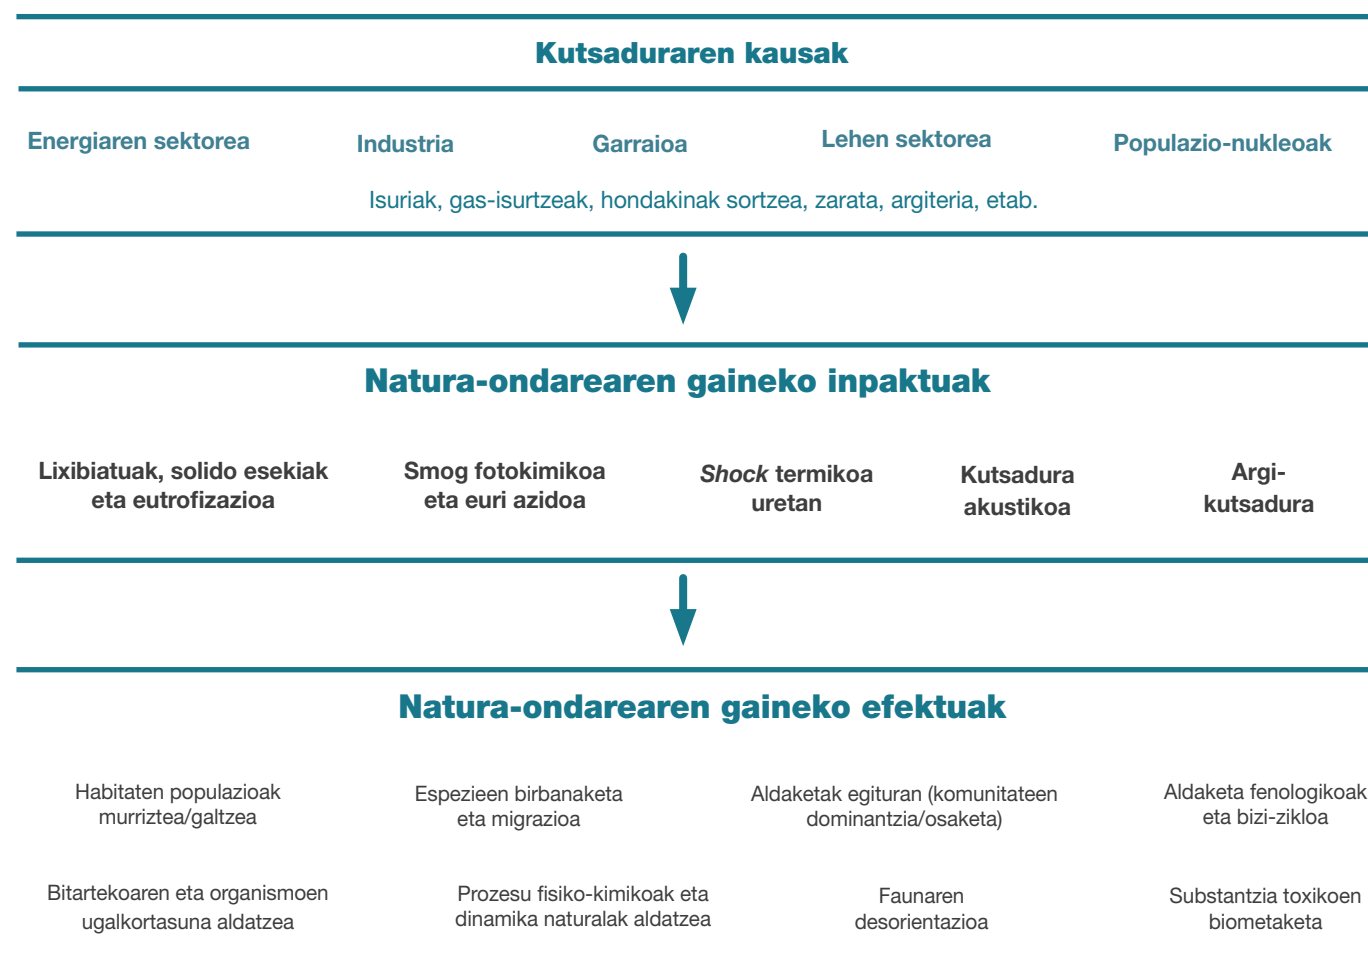 Kutsaduraren kausak
Energiaren sektorea
Industria
Garraioa
Lehen sektorea
Populazio-nukleoak
Isuriak, gas-isurtzeak, hondakinak sortzea, zarata, argiteria, etab.
Natura-ondarearen gaineko inpaktuak
Lixibiatuak, solido esekiak
eta eutrofizazioa
Smog fotokimikoa
eta euri azidoa
Shock termikoa
uretan
Kutsadura
akustikoa
Argi-
kutsadura
Natura-ondarearen gaineko efektuak
Habitaten populazioak
murriztea/galtzea
Espezieen birbanaketa
eta migrazioa
Aldaketak egituran (komunitateen
dominantzia/osaketa)
Aldaketa fenologikoak
eta bizi-zikloa
Bitartekoaren eta organismoen
ugalkortasuna aldatzea
Prozesu fisiko-kimikoak eta
dinamika naturalak aldatzea
Faunaren
desorientazioa
Substantzia toxikoen
biometaketa